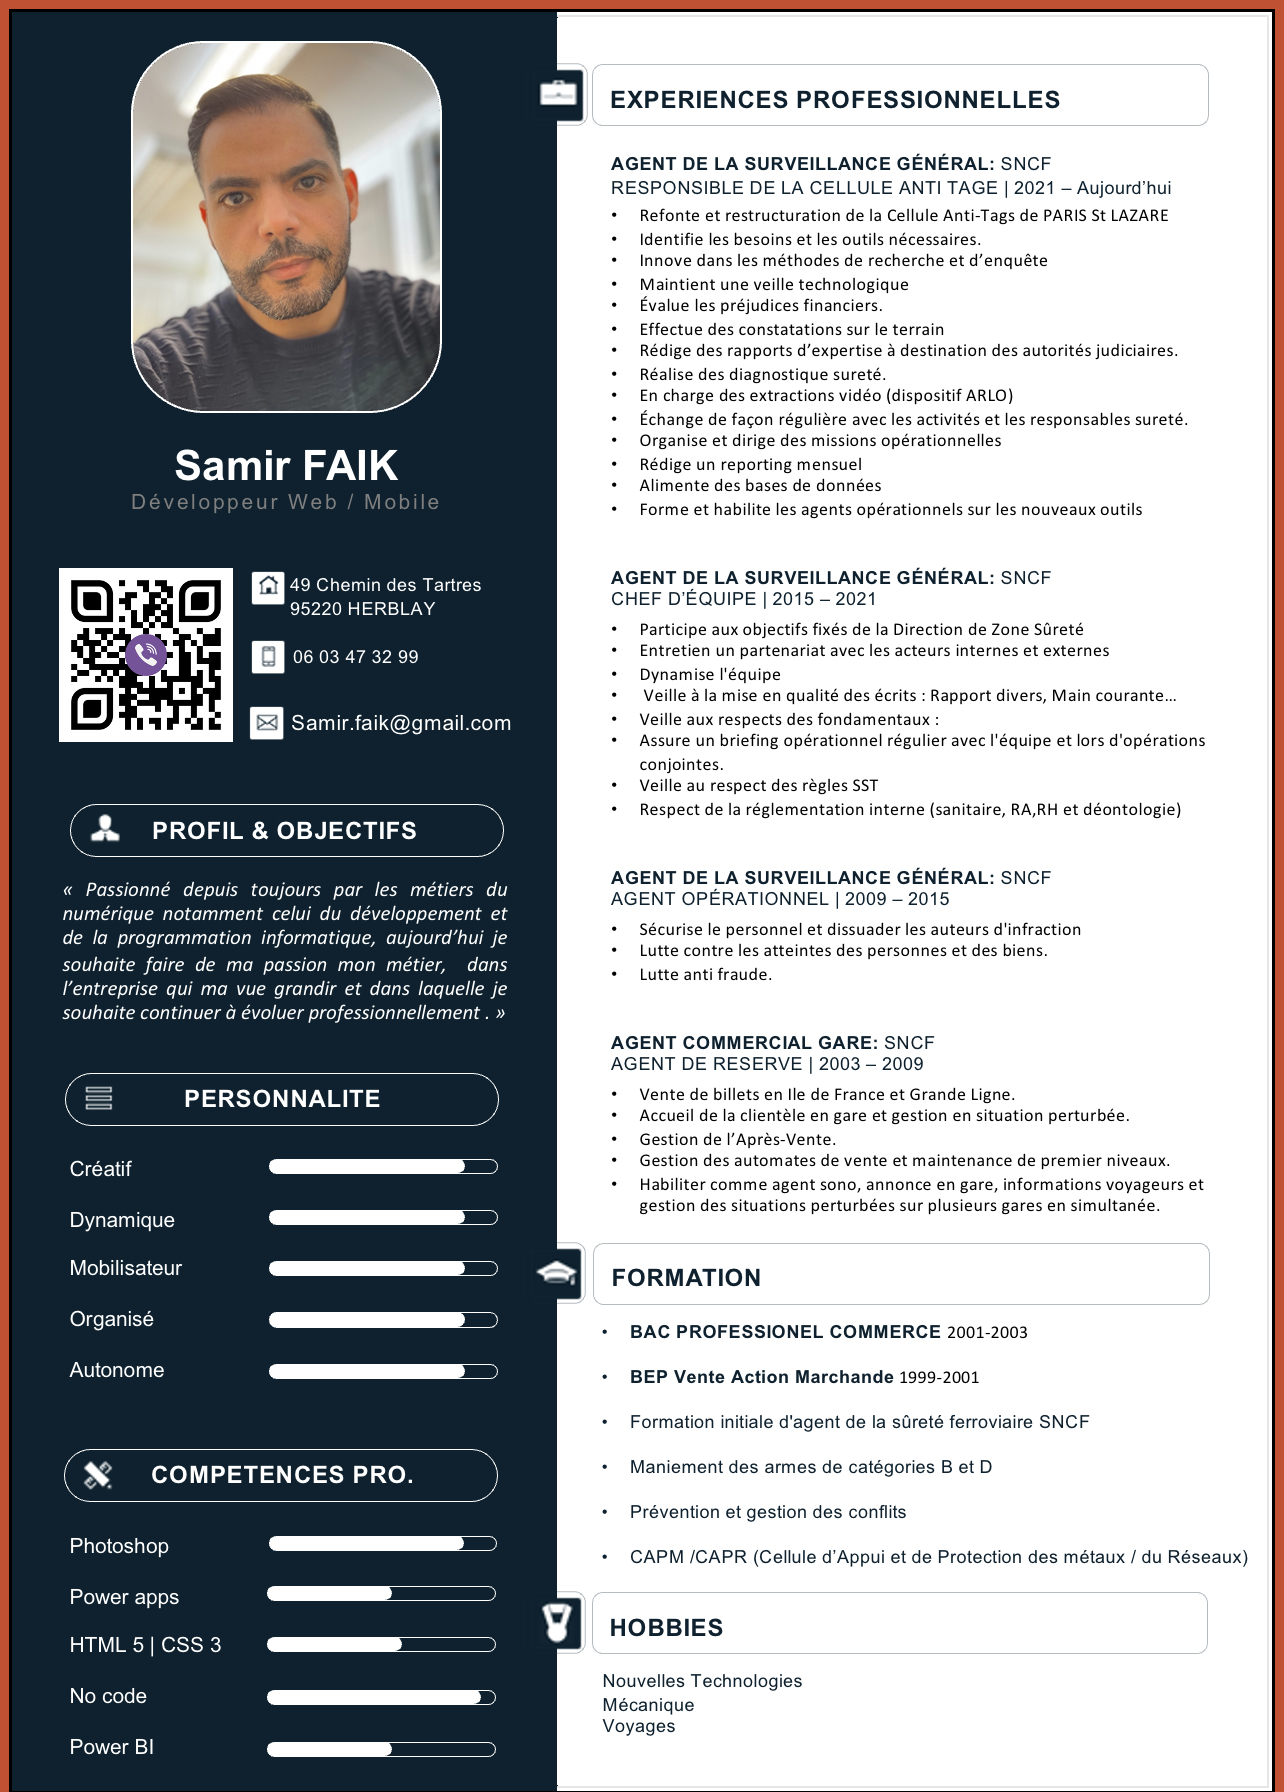 Samir FAIK
Développeur Web / Mobile
49 Chemin des Tartres
95220 HERBLAY
06 03 47 32 99
Samir.faik@gmail.com
PROFIL & OBJECTIFS
« Passionné depuis toujours par les métiers du
numérique notamment celui du développement et
de la programmation informatique, aujourd’hui je
souhaite faire de ma passion mon métier, dans
l’entreprise qui ma vue grandir et dans laquelle je
souhaite continuer à évoluer professionnellement . »
PERSONNALITE
Créatif
Dynamique
Mobilisateur
Organisé
Autonome
COMPETENCES PRO.
Photoshop
Power apps
HTML 5 | CSS 3
No code
Power BI
EXPERIENCES PROFESSIONNELLES
AGENT DE LA SURVEILLANCE GÉNÉRAL: SNCF
RESPONSIBLE DE LA CELLULE ANTI TAGE | 2021 – Aujourd’hui
• Refonte et restructuration de la Cellule Anti-Tags de PARIS St LAZARE
• Identifie les besoins et les outils nécessaires.
• Innove dans les méthodes de recherche et d’enquête
• Maintient une veille technologique
• Évalue les préjudices financiers.
• Effectue des constatations sur le terrain
• Rédige des rapports d’expertise à destination des autorités judiciaires.
• Réalise des diagnostique sureté.
• En charge des extractions vidéo (dispositif ARLO)
• Échange de façon régulière avec les activités et les responsables sureté.
• Organise et dirige des missions opérationnelles
• Rédige un reporting mensuel
• Alimente des bases de données
• Forme et habilite les agents opérationnels sur les nouveaux outils
AGENT DE LA SURVEILLANCE GÉNÉRAL: SNCF
CHEF D’ÉQUIPE | 2015 – 2021
• Participe aux objectifs fixés de la Direction de Zone Sûreté
• Entretien un partenariat avec les acteurs internes et externes
• Dynamise l'équipe
• Veille à la mise en qualité des écrits : Rapport divers, Main courante…
• Veille aux respects des fondamentaux :
• Assure un briefing opérationnel régulier avec l'équipe et lors d'opérations
conjointes.
• Veille au respect des règles SST
• Respect de la réglementation interne (sanitaire, RA,RH et déontologie)
AGENT DE LA SURVEILLANCE GÉNÉRAL: SNCF
AGENT OPÉRATIONNEL | 2009 – 2015
• Sécurise le personnel et dissuader les auteurs d'infraction
• Lutte contre les atteintes des personnes et des biens.
• Lutte anti fraude.
AGENT COMMERCIAL GARE: SNCF
AGENT DE RESERVE | 2003 – 2009
• Vente de billets en Ile de France et Grande Ligne.
• Accueil de la clientèle en gare et gestion en situation perturbée.
• Gestion de l’Après-Vente.
• Gestion des automates de vente et maintenance de premier niveaux.
• Habiliter comme agent sono, annonce en gare, informations voyageurs et
gestion des situations perturbées sur plusieurs gares en simultanée.
FORMATION
• BAC PROFESSIONEL COMMERCE 2001-2003
• BEP Vente Action Marchande 1999-2001
• Formation initiale d'agent de la sûreté ferroviaire SNCF
• Maniement des armes de catégories B et D
• Prévention et gestion des conflits
• CAPM /CAPR (Cellule d’Appui et de Protection des métaux / du Réseaux)
HOBBIES
Nouvelles Technologies
Mécanique
Voyages